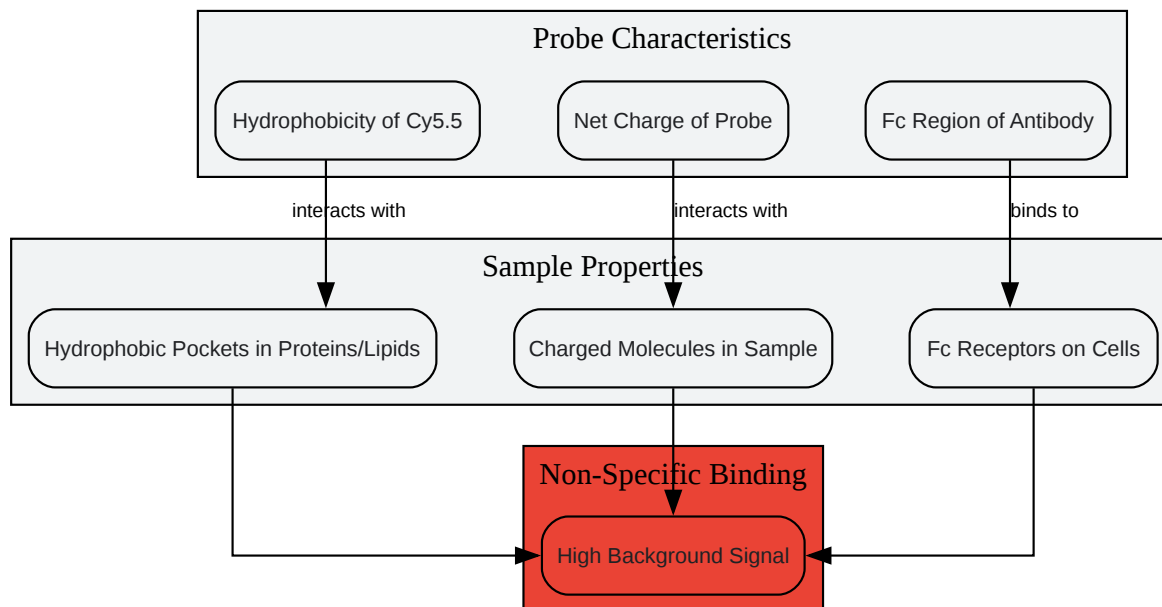 Probe Characteristics
Hydrophobicity of Cy5.5
Net Charge of Probe
Fc Region of Antibody
interacts with
interacts with
binds to
Sample Properties
Hydrophobic Pockets in Proteins/Lipids
Charged Molecules in Sample
Fc Receptors on Cells
Non-Specific Binding
High Background Signal